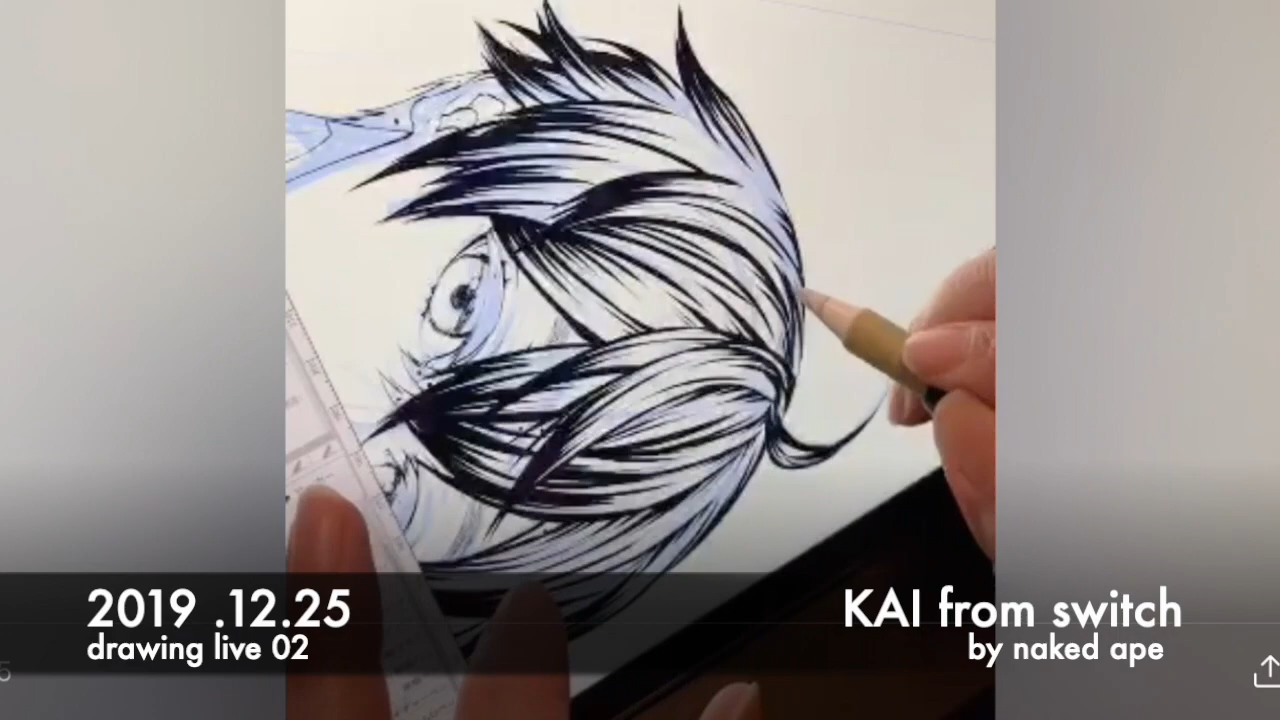 2019 .12.25
drawing live 02
KAI from switch
by naked ape